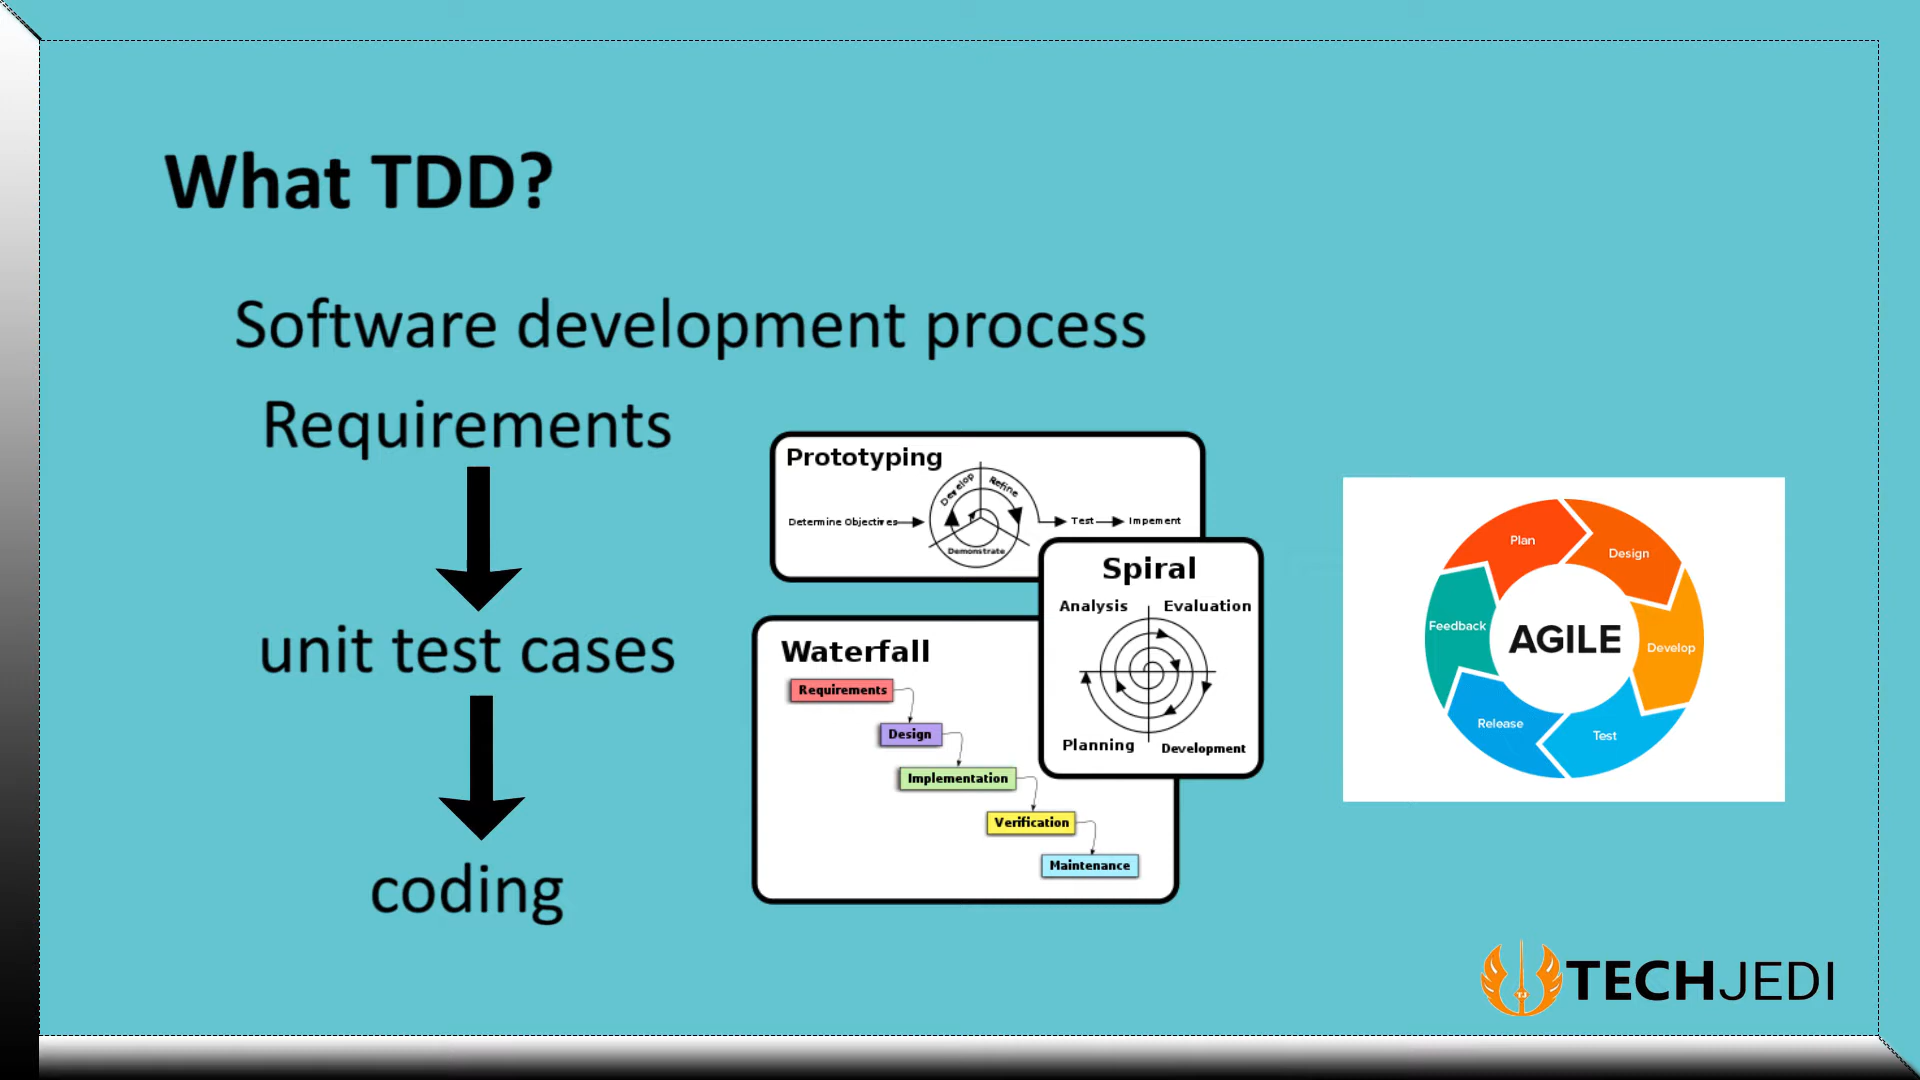 What TDD?
Software development process
Requirements
unit test cases
coding
Prototyping
Develop
Refine
Determine Objectives
Test
Impement
Demonstrate
Spiral
Analysis
Evaluation
Planning
Development
Waterfall
Requirements
Design
Implementation
Verification
Maintenance
Plan
Design
Feedback
AGILE
Develop
Release
Test
TECHJEDI